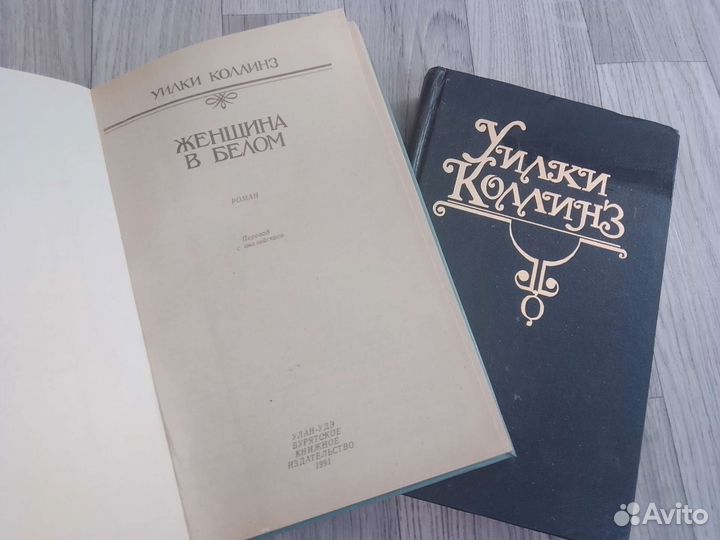 УИЛКИ КОЛЛИНЗ
ЖЕНЩИНА
В БЕЛОМ
РОМАН
Перевод
с английского
УЛАН-УДЭ
БУРЯТСКОЕ
КНИЖНОЕ
ИЗДАТЕЛЬСТВО
1991
Уилки
Коллинз
Avito